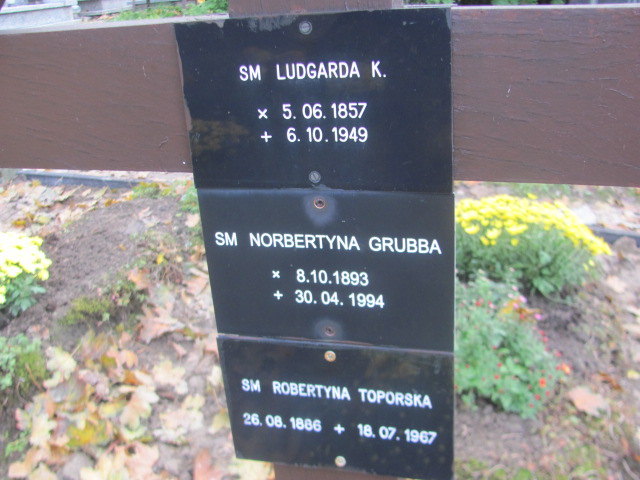 SM LUDGARDA K.
× 5.06.1857
+ 6.10.1949
SM NORBERTYNA GRUBBA
× 8.10.1893
+ 30.04.1994
SM ROBERTYNA TOPORSKA
26.08.1886 + 18.07.1967